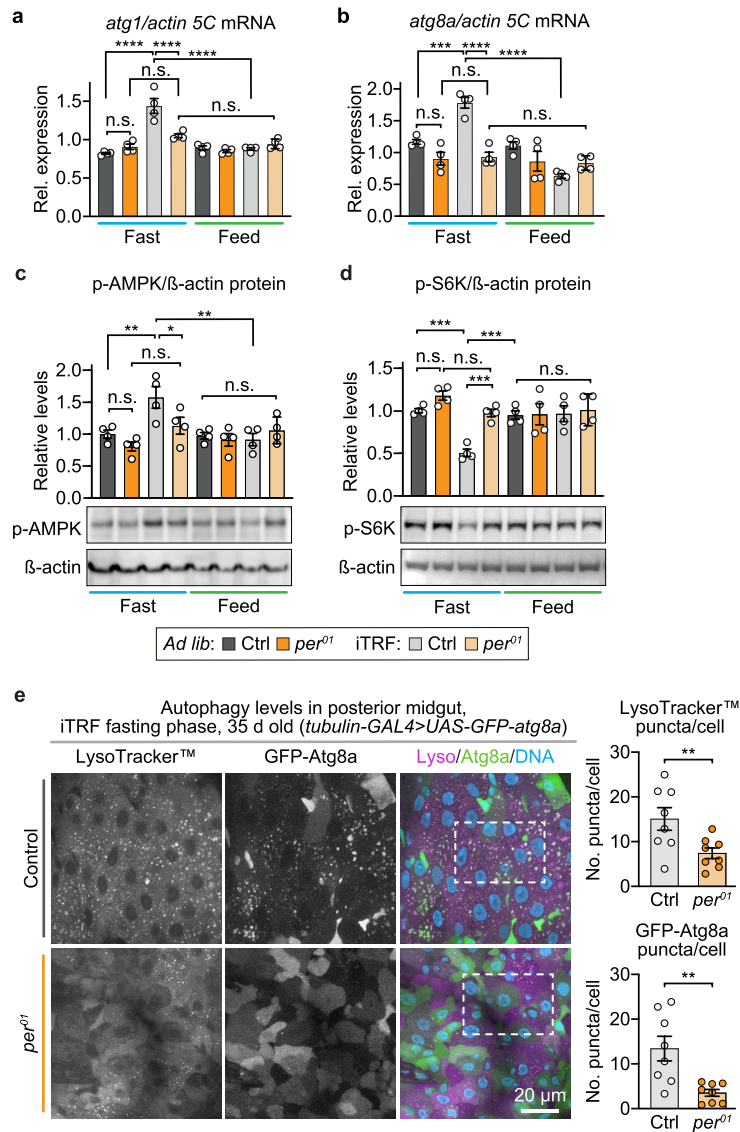 a
atg1/actin 5C mRNA
**** ****
****
n.s.
n.s.
n.s.
Rel. expression
1.5
1.0
0.5
0.0
Fast
Feed
b
atg8a/actin 5C mRNA
*** ****
****
n.s.
n.s.
n.s.
Rel. expression
2.0
1.5
1.0
0.5
0.0
Fast
Feed
c
p-AMPK/ß-actin protein
**
**
*
n.s.
n.s.
n.s.
Relative levels
2.0
1.5
1.0
0.5
0.0
p-AMPK
ß-actin
Fast
Feed
d
p-S6K/ß-actin protein
***
***
n.s.
n.s.
***
n.s.
Relative levels
1.5
1.0
0.5
0.0
p-S6K
ß-actin
Fast
Feed
Ad lib: Ctrl per01 iTRF: Ctrl per01
e
Autophagy levels in posterior midgut,
iTRF fasting phase, 35 d old (tubulin-GAL4>UAS-GFP-atg8a)
LysoTracker™
GFP-Atg8a
Lyso/Atg8a/DNA
Control
per01
20 µm
LysoTracker™
puncta/cell
**
No. puncta/cell
30
20
10
0
Ctrl
per01
GFP-Atg8a
puncta/cell
**
No. puncta/cell
30
20
10
0
Ctrl
per01